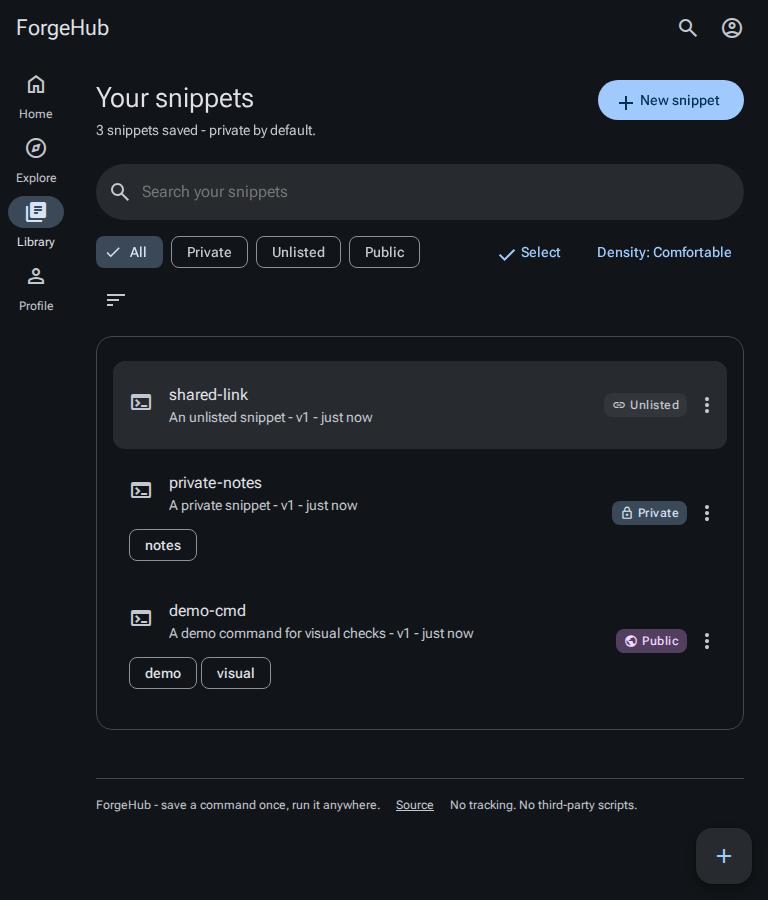 ForgeHub
Home
Explore
Library
Profile
Your snippets
New snippet
3 snippets saved - private by default.
Search your snippets
All
Private
Unlisted
Public
Select
Density: Comfortable
shared-link
An unlisted snippet - v1 - just now
Unlisted
private-notes
A private snippet - v1 - just now
Private
notes
demo-cmd
A demo command for visual checks - v1 - just now
Public
demo
visual
ForgeHub - save a command once, run it anywhere.
Source
No tracking. No third-party scripts.